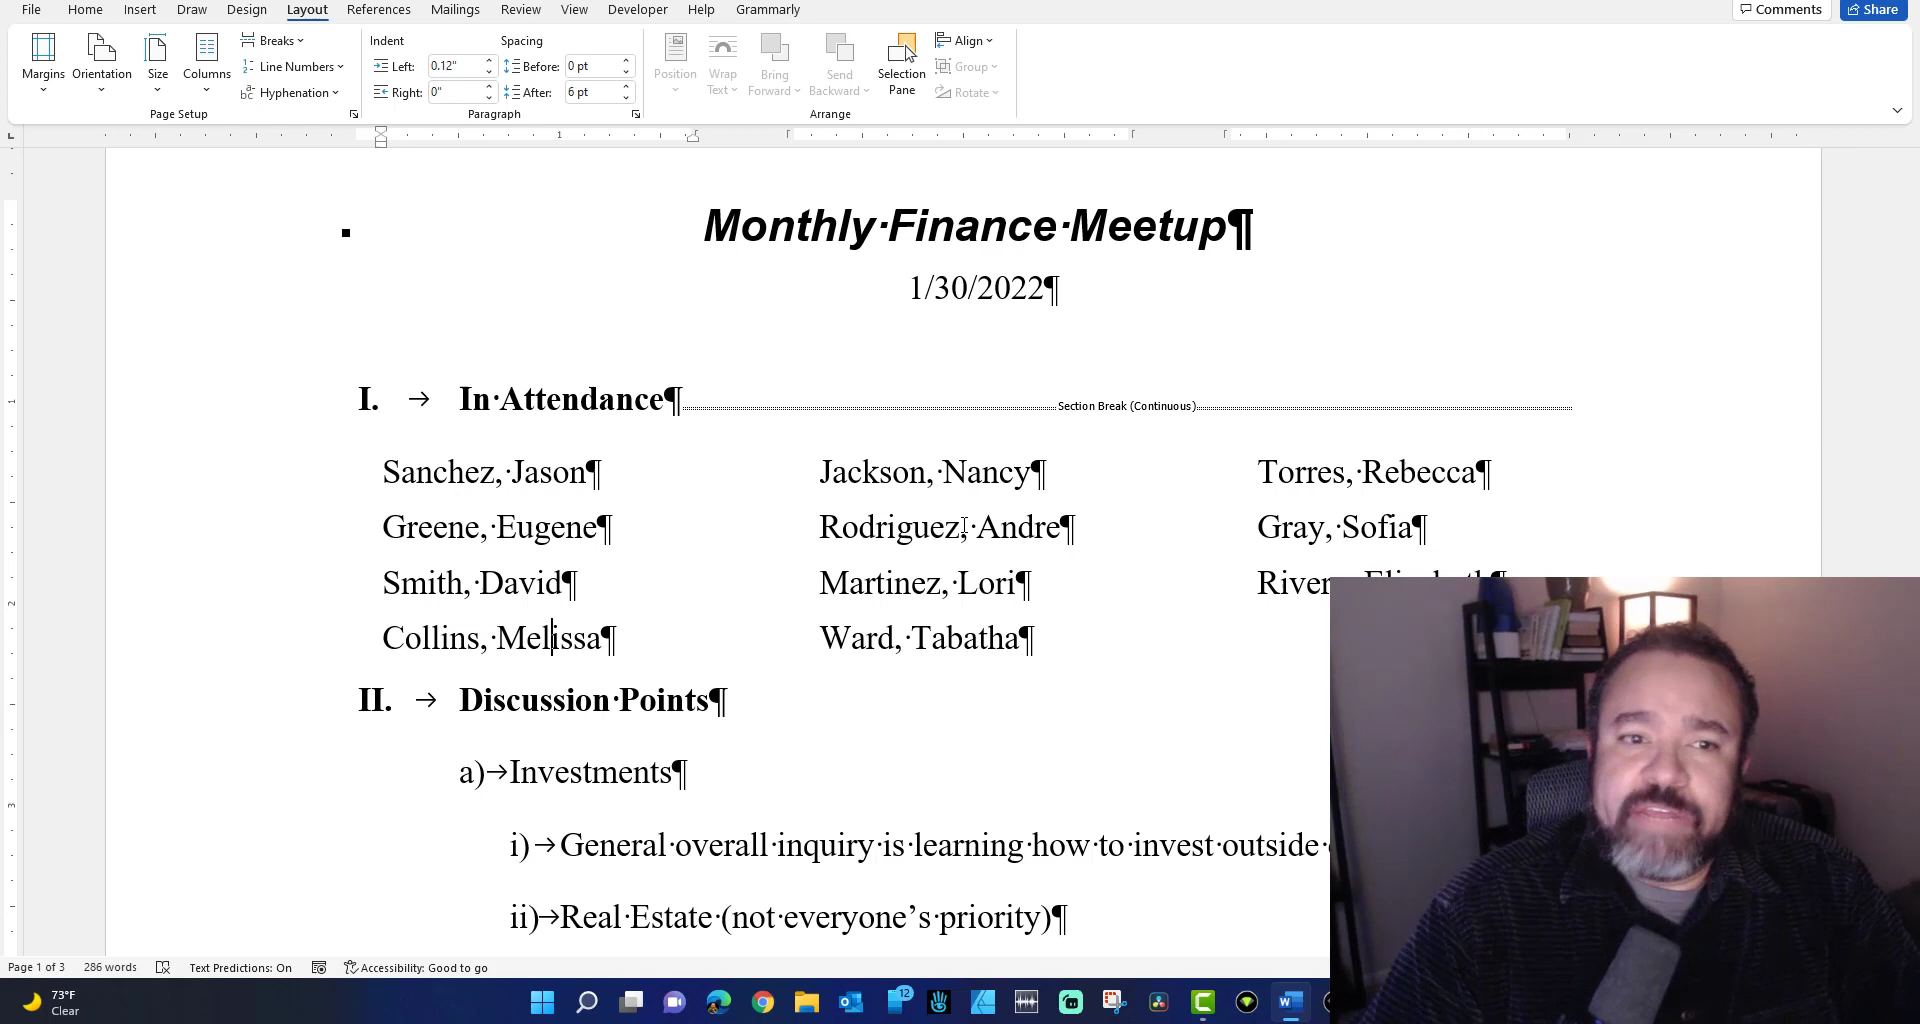 File Home Insert Draw Design Layout References Mailings Review View Developer Help Grammarly Comments Share
Breaks Indent Spacing Align
Left: 0.12" Before: 0 pt
Line Numbers Group
Margins Orientation Size Columns Position Wrap Text Bring Forward Send Backward Selection Pane
Hyphenation Right: 0" After: 6 pt Rotate
Page Setup Paragraph Arrange
1
Monthly·Finance·Meetup¶
1/30/2022¶
I. → In·Attendance¶ Section Break (Continuous)
Sanchez,·Jason¶ Jackson,·Nancy¶ Torres,·Rebecca¶
Greene,·Eugene¶ Rodriguez,·Andre¶ Gray,·Sofia¶
Smith,·David¶ Martinez,·Lori¶
Collins,·Melissa¶ Ward,·Tabatha¶
II. → Discussion·Points¶
a)→Investments¶
i)→General·overall·inquiry·is·learning·how·to·invest·outside·
ii)→Real·Estate·(not·everyone’s·priority)¶
1
2
3
Page 1 of 3 286 words Text Predictions: On Accessibility: Good to go
73°F
Clear
12